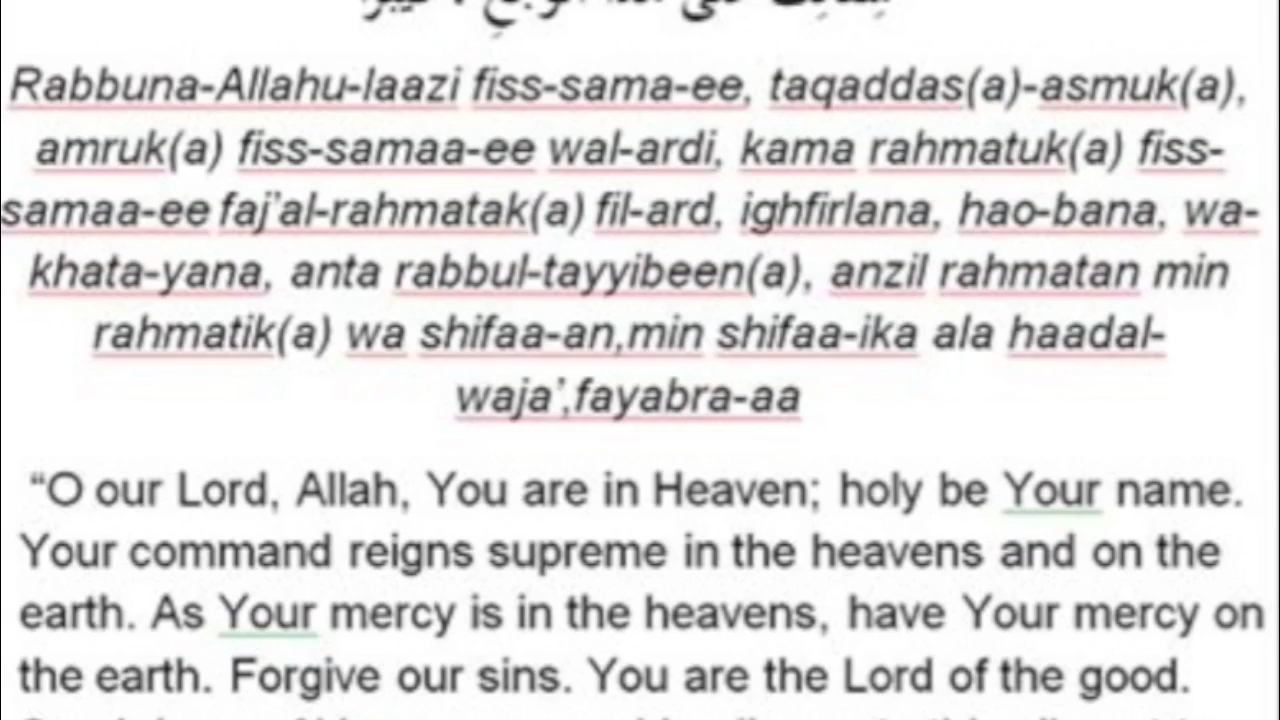 Rabbuna-Allahu-laazi fiss-sama-ee, taqaddas(a)-asmuk(a),
amruk(a) fiss-samaa-ee wal-ardi, kama rahmatuk(a) fiss-
samaa-ee faj'al-rahmatak(a) fil-ard, ighfirlana, hao-bana, wa-
khata-yana, anta rabbul-tayyibeen(a), anzil rahmatan min
rahmatik(a) wa shifaa-an,min shifaa-ika ala haadal-
waja',fayabra-aa
“O our Lord, Allah, You are in Heaven; holy be Your name.
Your command reigns supreme in the heavens and on the
earth. As Your mercy is in the heavens, have Your mercy on
the earth. Forgive our sins. You are the Lord of the good.